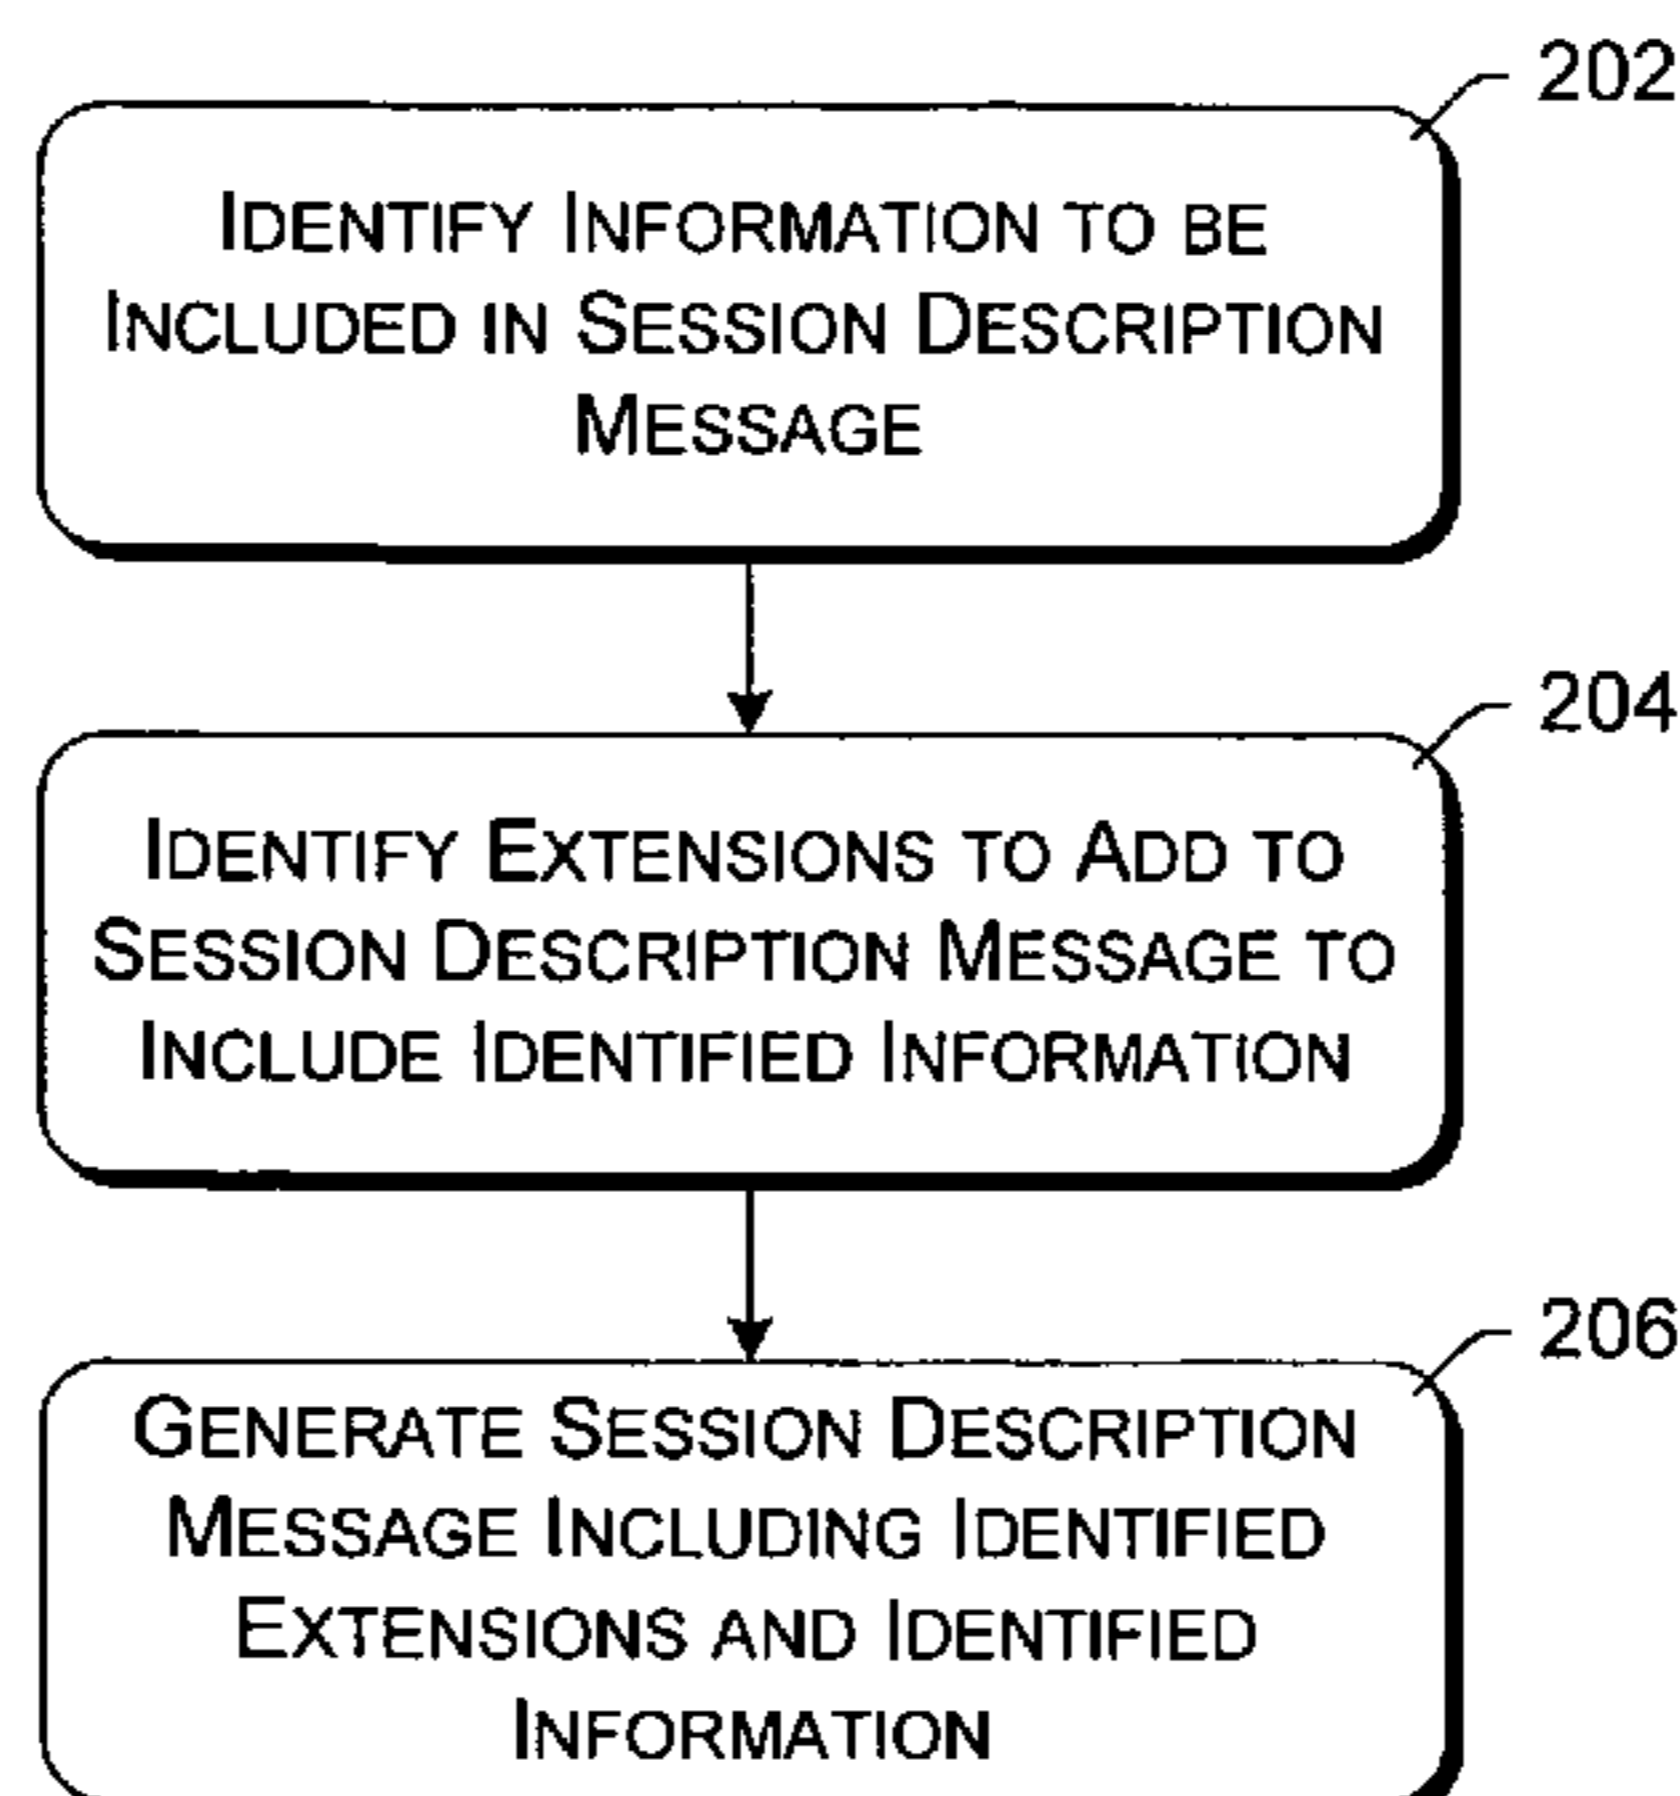 202
IDENTIFY INFORMATION TO BE
INCLUDED IN SESSION DESCRIPTION
MESSAGE
204
IDENTIFY EXTENSIONS TO ADD TO
SESSION DESCRIPTION MESSAGE TO
INCLUDE IDENTIFIED INFORMATION
206
GENERATE SESSION DESCRIPTION
MESSAGE INCLUDING IDENTIFIED
EXTENSIONS AND IDENTIFIED
INFORMATION